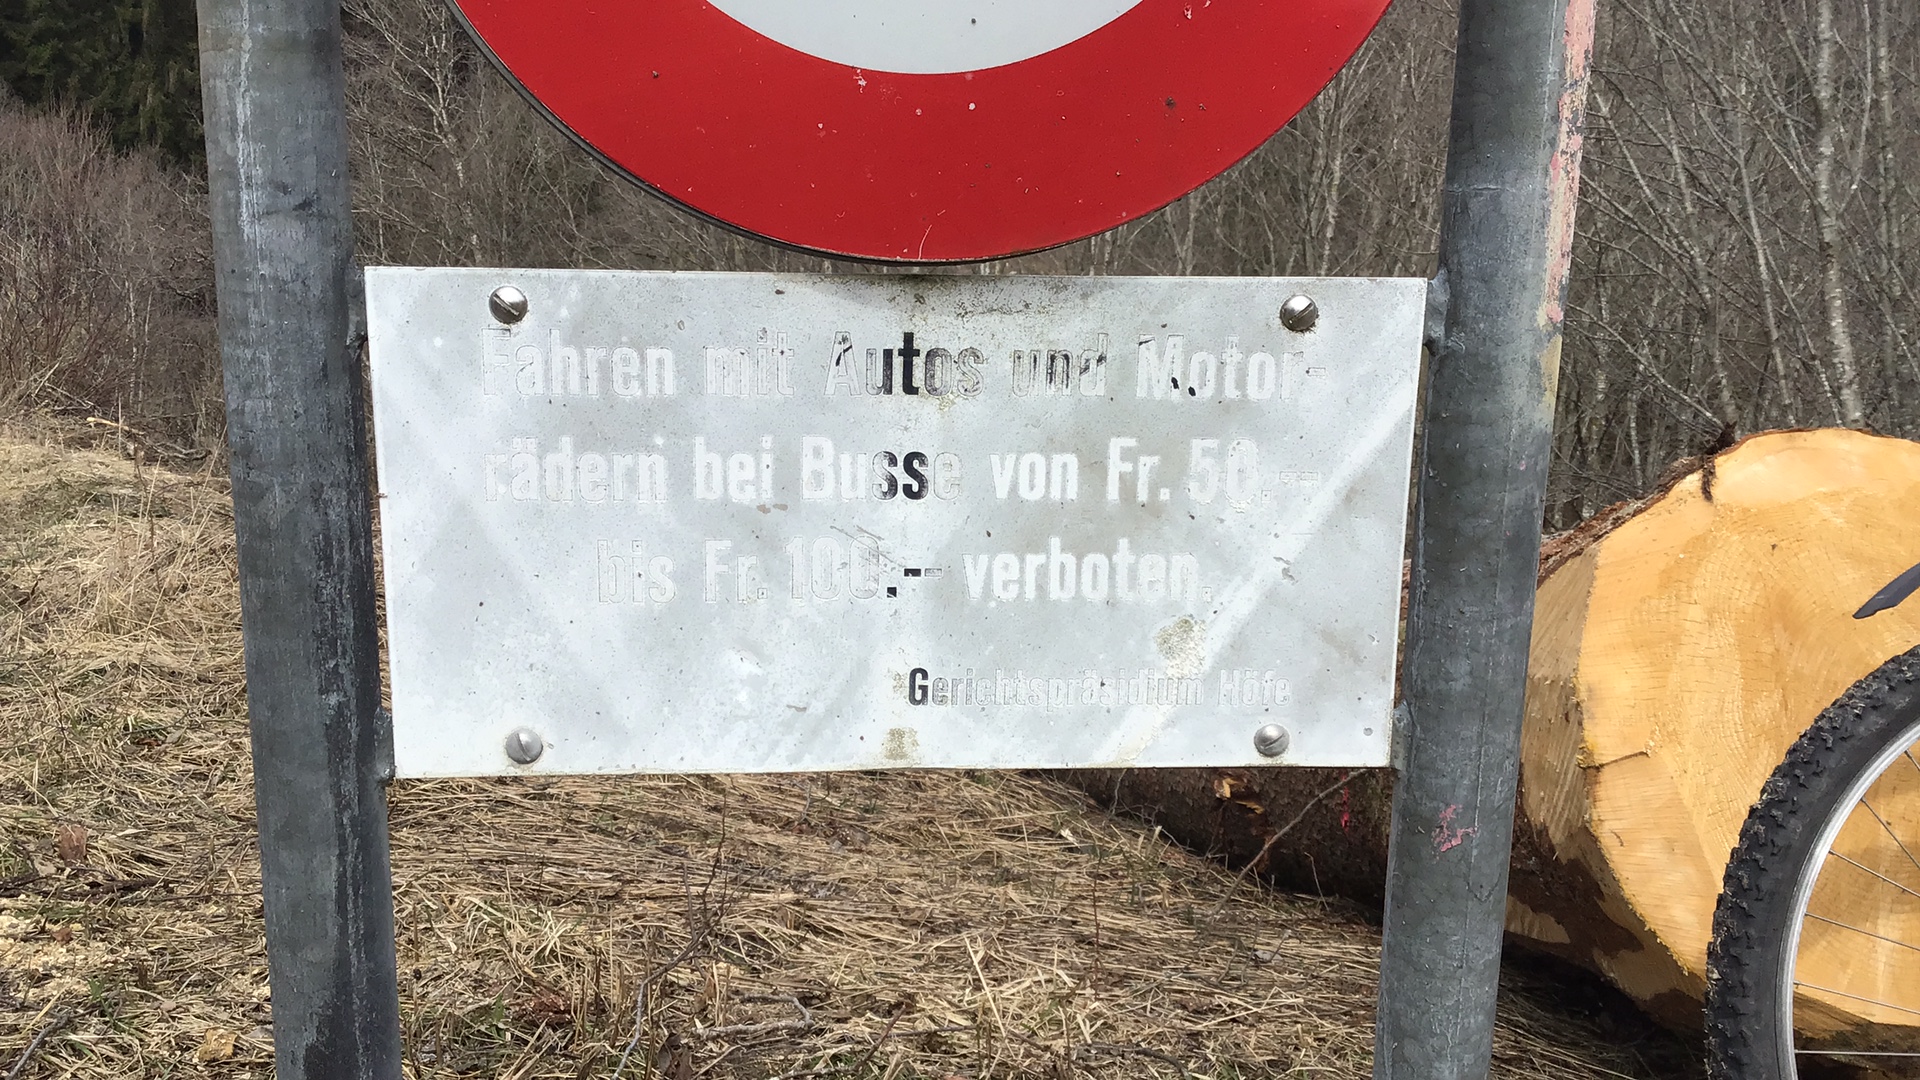 Fahren mit Autos und Motor-
rädern bei Busse von Fr. 50.--
bis Fr. 100.-- verboten.
Gerichtspräsidium Höfe